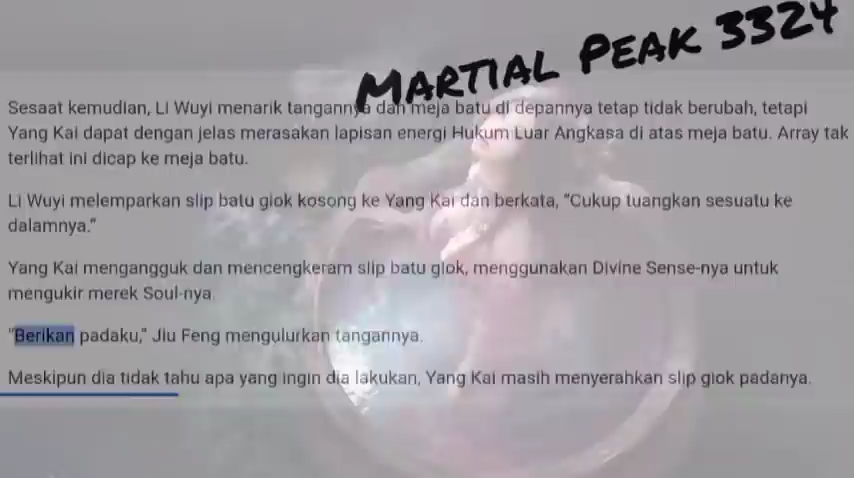 MARTIAL PEAK 3324
Sesaat kemudian, Li Wuyi menarik tangannya dan meja batu di depannya tetap tidak berubah, tetapi
Yang Kai dapat dengan jelas merasakan lapisan energi Hukum Luar Angkasa di atas meja batu. Array tak
terlihat ini dicap ke meja batu.
Li Wuyi melemparkan slip batu giok kosong ke Yang Kai dan berkata, “Cukup tuangkan sesuatu ke
dalamnya.”
Yang Kai mengangguk dan mencengkeram slip batu giok, menggunakan Divine Sense-nya untuk
mengukir merek Soul-nya.
"Berikan padaku," Jiu Feng mengulurkan tangannya.
Meskipun dia tidak tahu apa yang ingin dia lakukan, Yang Kai masih menyerahkan slip giok padanya.